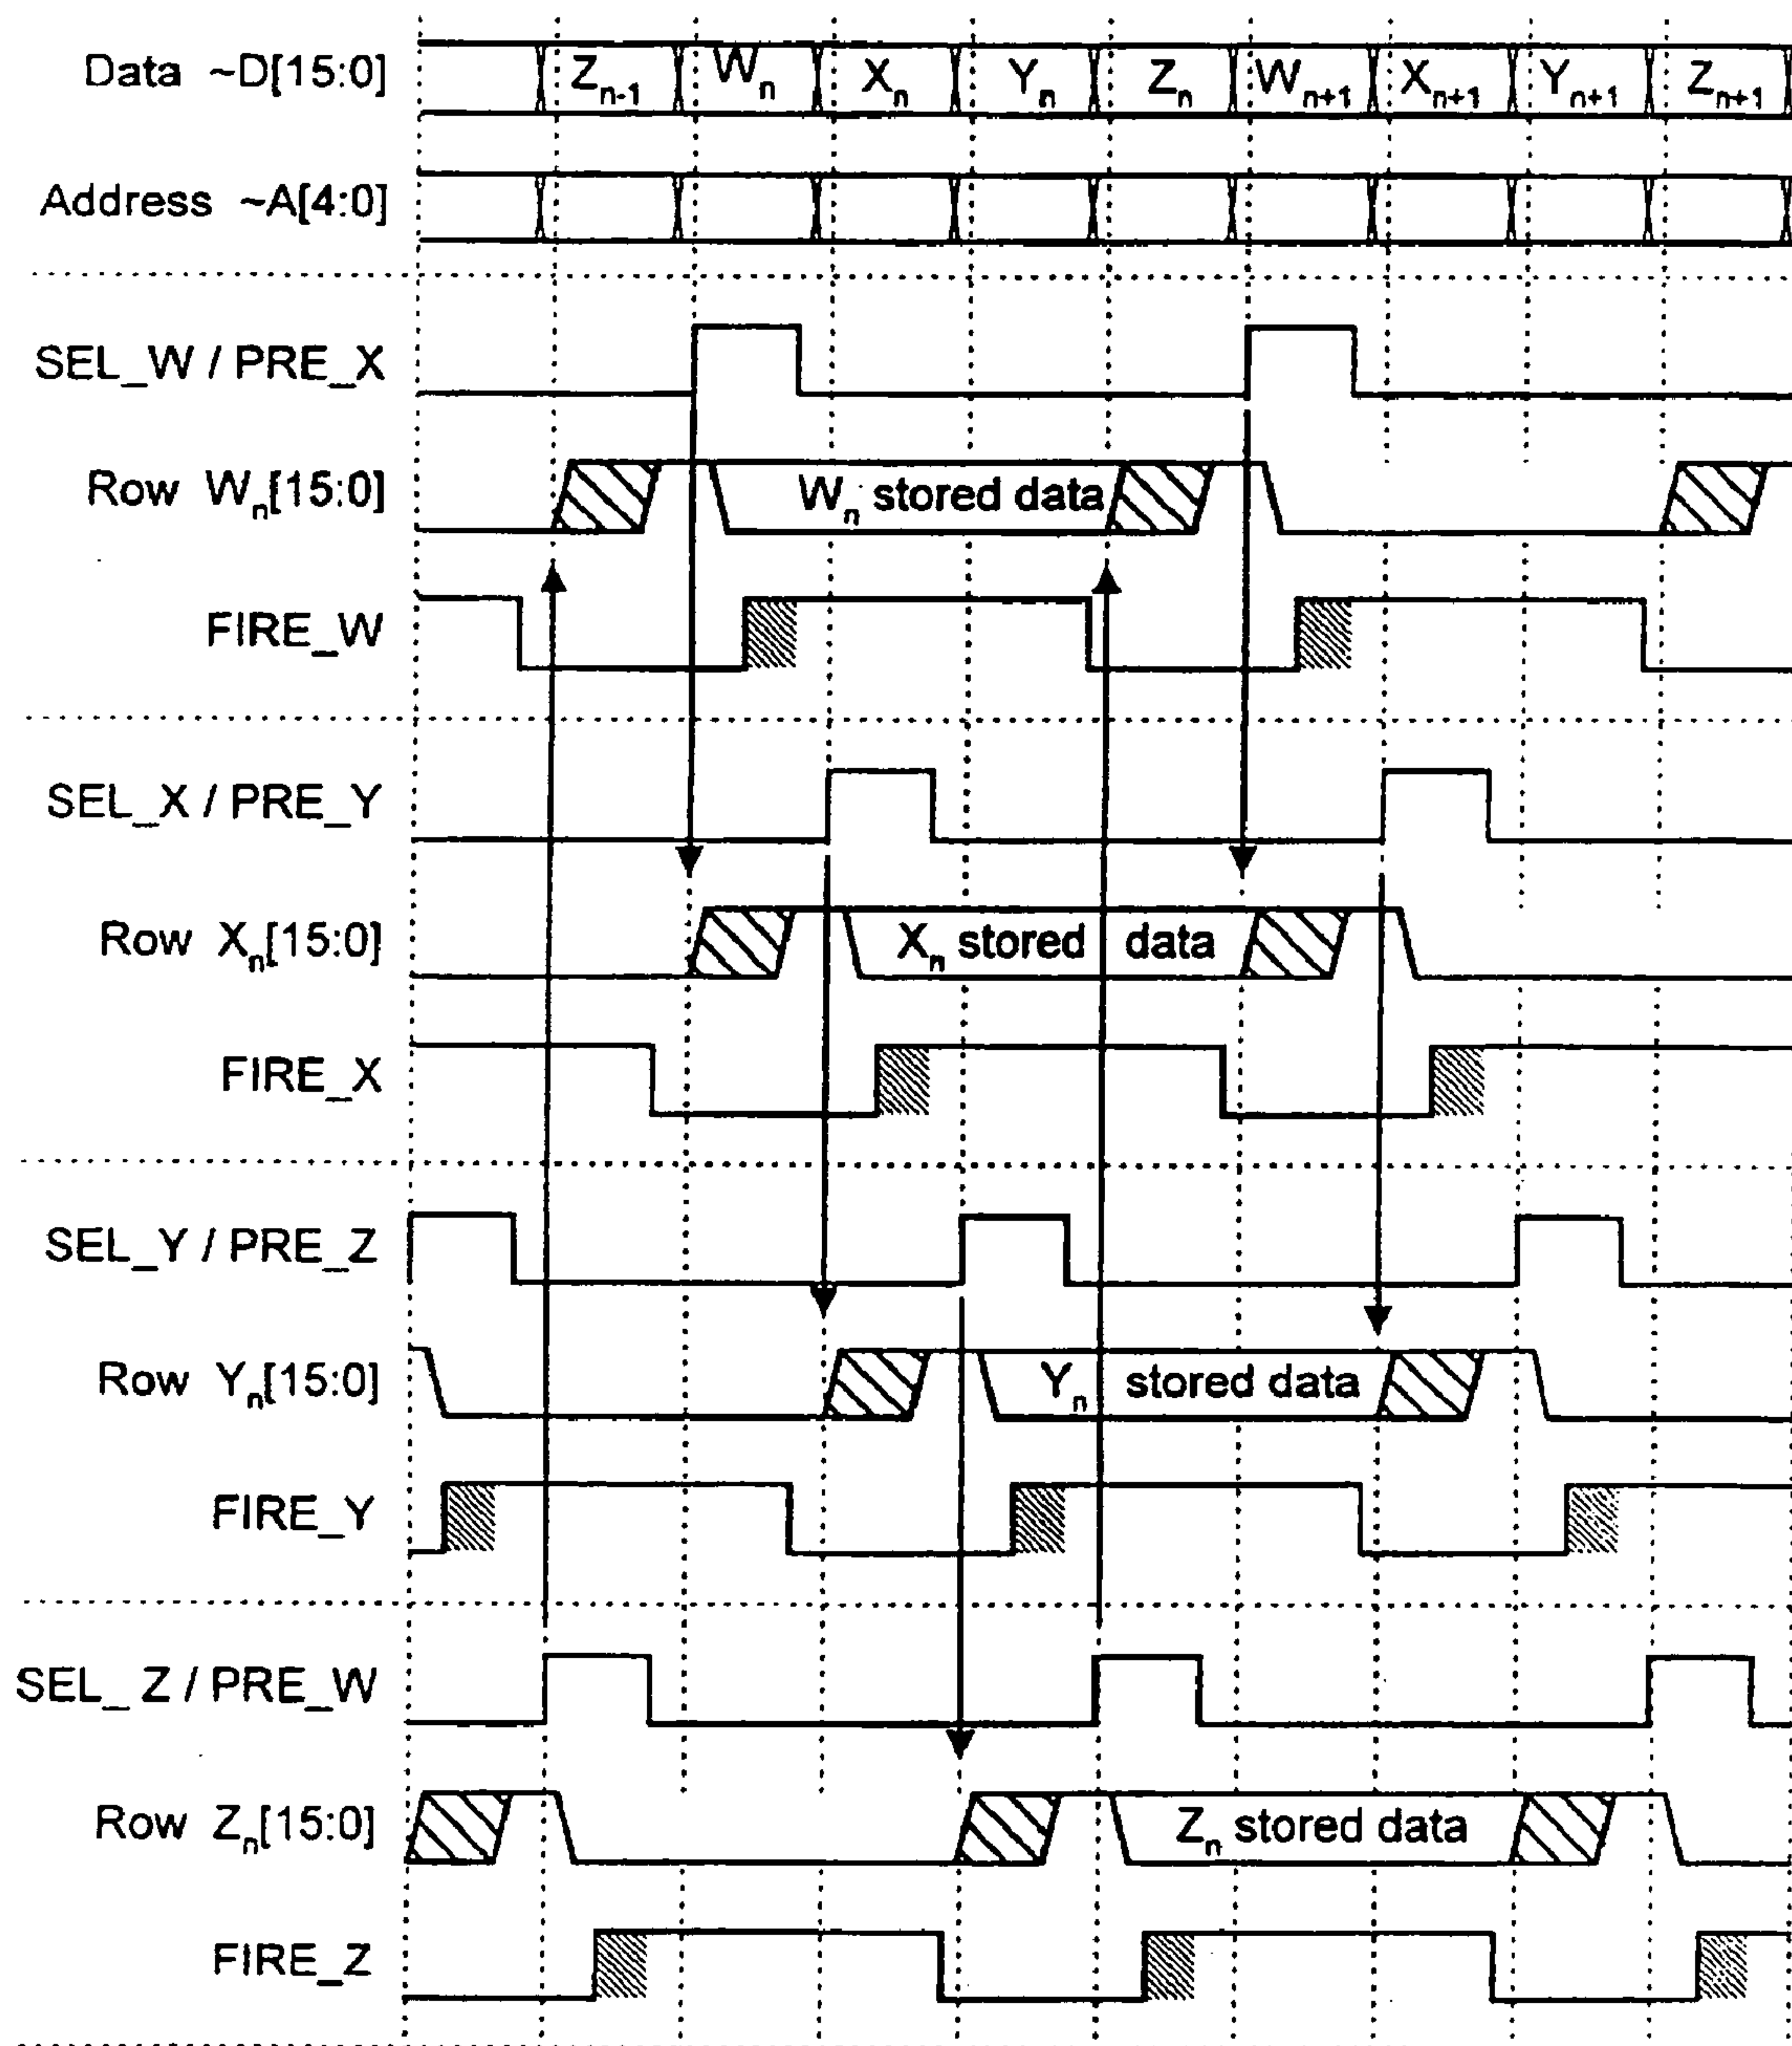 Data ~D[15:0] Zn-1 Wn Xn Yn Zn Wn+1 Xn+1 Yn+1 Zn+1
Address ~A[4:0]
SEL_W / PRE_X
Row Wn[15:0] Wn stored data
FIRE_W
SEL_X / PRE_Y
Row Xn[15:0] Xn stored data
FIRE_X
SEL_Y / PRE_Z
Row Yn[15:0] Yn stored data
FIRE_Y
SEL_ Z / PRE_W
Row Zn[15:0] Zn stored data
FIRE_Z